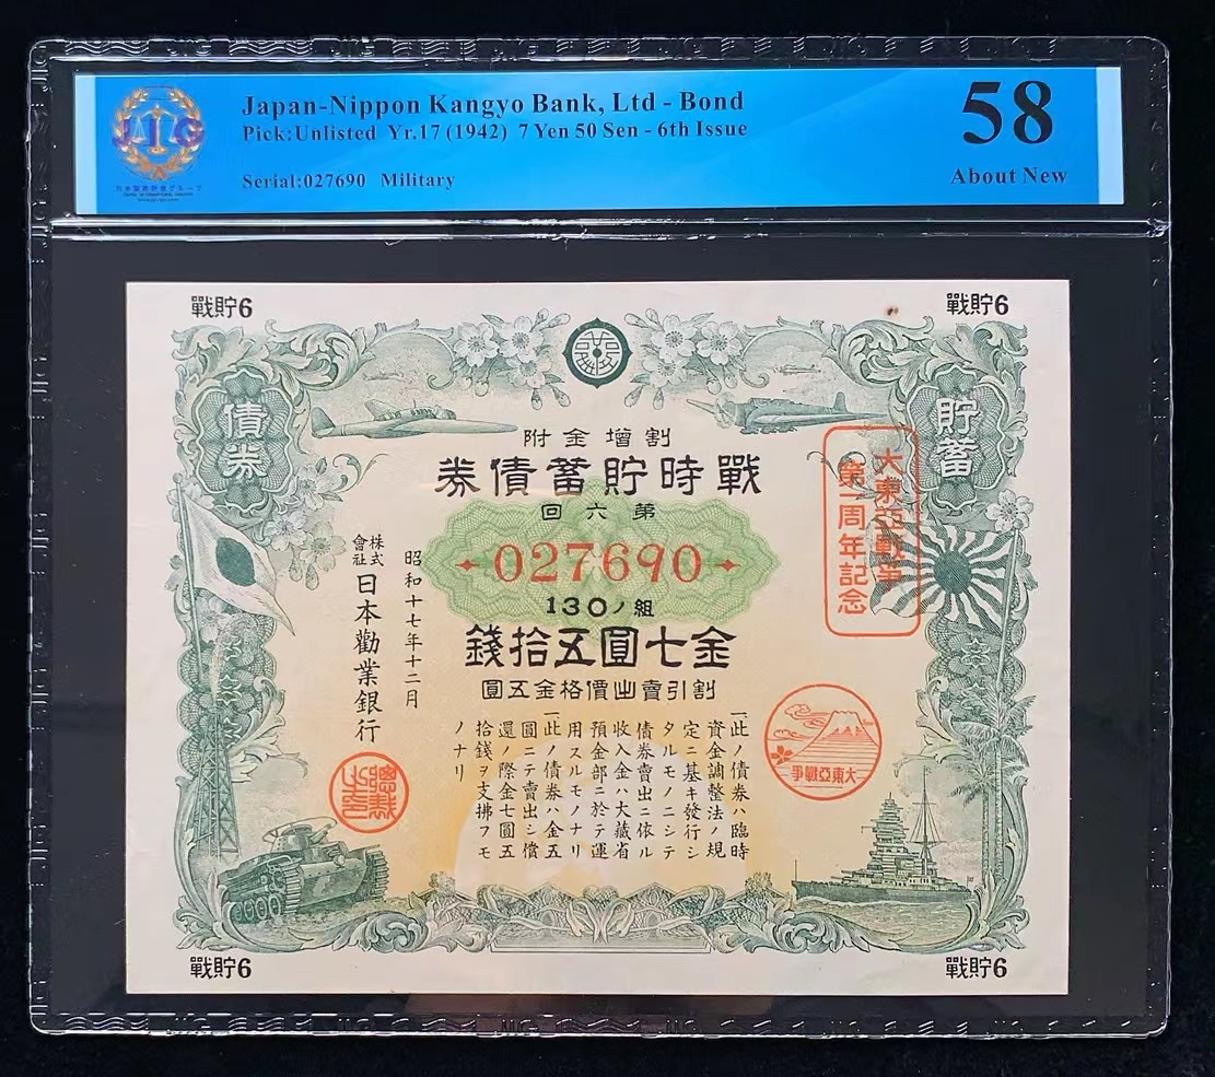 JIG
Japan-Nippon Kangyo Bank, Ltd - Bond
Pick:Unlisted Yr.17 (1942) 7 Yen 50 Sen - 6th Issue
Serial:027690 Military
58
About New
戰貯6
戰貯6
貯蓄
債券
割增金附
戰時貯蓄債券
第六回
027690
130ノ組
金七圓五拾錢
割引賣出價格金五圓
大東亞戰爭
第一周年記念
大東亞戰爭
一、此ノ債券ハ臨時
資金調整法ノ規
定ニ基キ發行シ
タルモノニシテ
債券賣出ニ依ル
收入金ハ大藏省
預金部ニ於テ運
用スルモノナリ
一、此ノ債券ハ金五
圓ニテ賣出シ償
還ノ際金七圓五
拾錢ヲ支拂フモ
ノナリ
昭和十七年十二月
株式會社日本勸業銀行
總裁之印
戰貯6
戰貯6